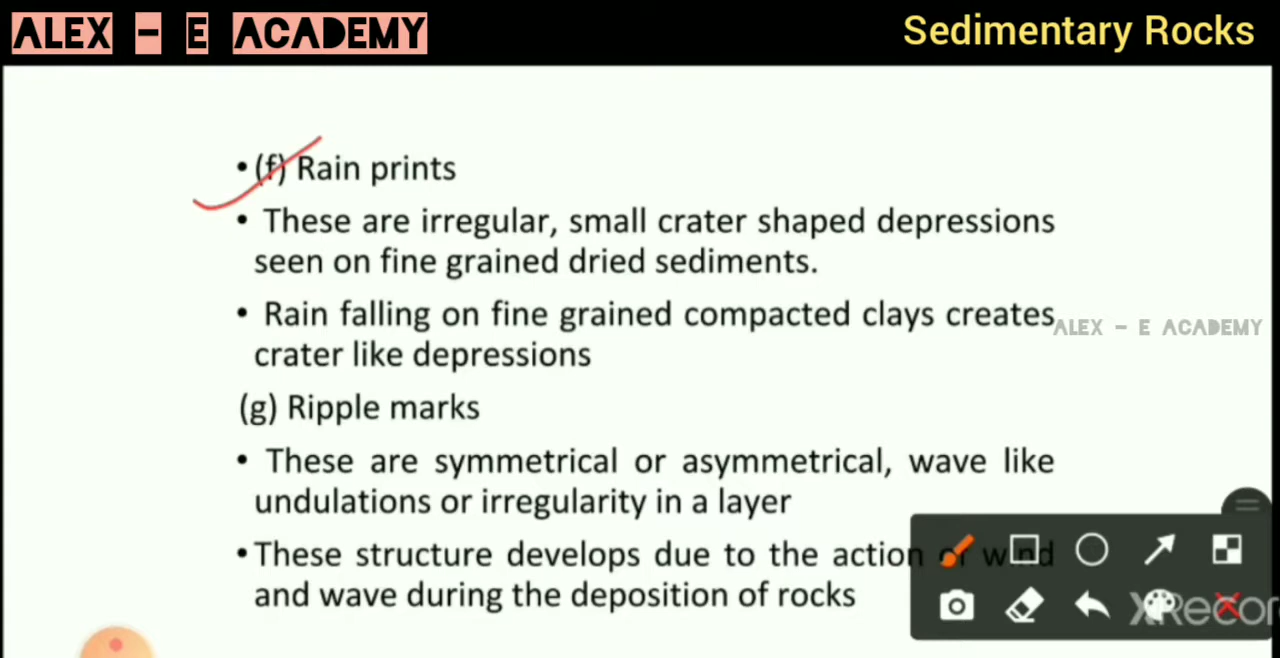 ALEX - E ACADEMY
Sedimentary Rocks
• (f) Rain prints
• These are irregular, small crater shaped depressions
seen on fine grained dried sediments.
• Rain falling on fine grained compacted clays creates
crater like depressions
ALEX - E ACADEMY
(g) Ripple marks
• These are symmetrical or asymmetrical, wave like
undulations or irregularity in a layer
• These structure develops due to the action of wind
and wave during the deposition of rocks
XRecor